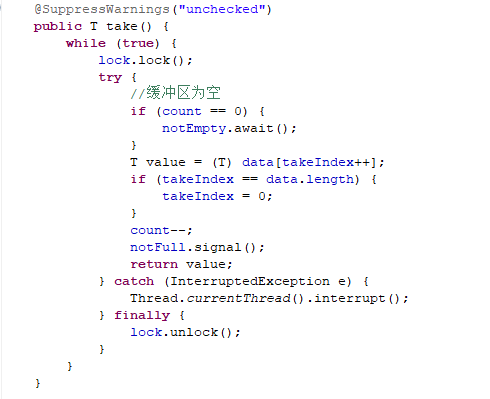 @SuppressWarnings("unchecked")
public T take() {
    while (true) {
        lock.lock();
        try {
            //缓冲区为空
            if (count == 0) {
                notEmpty.await();
            }
            T value = (T) data[takeIndex++];
            if (takeIndex == data.length) {
                takeIndex = 0;
            }
            count--;
            notFull.signal();
            return value;
        } catch (InterruptedException e) {
            Thread.currentThread().interrupt();
        } finally {
            lock.unlock();
        }
    }
}